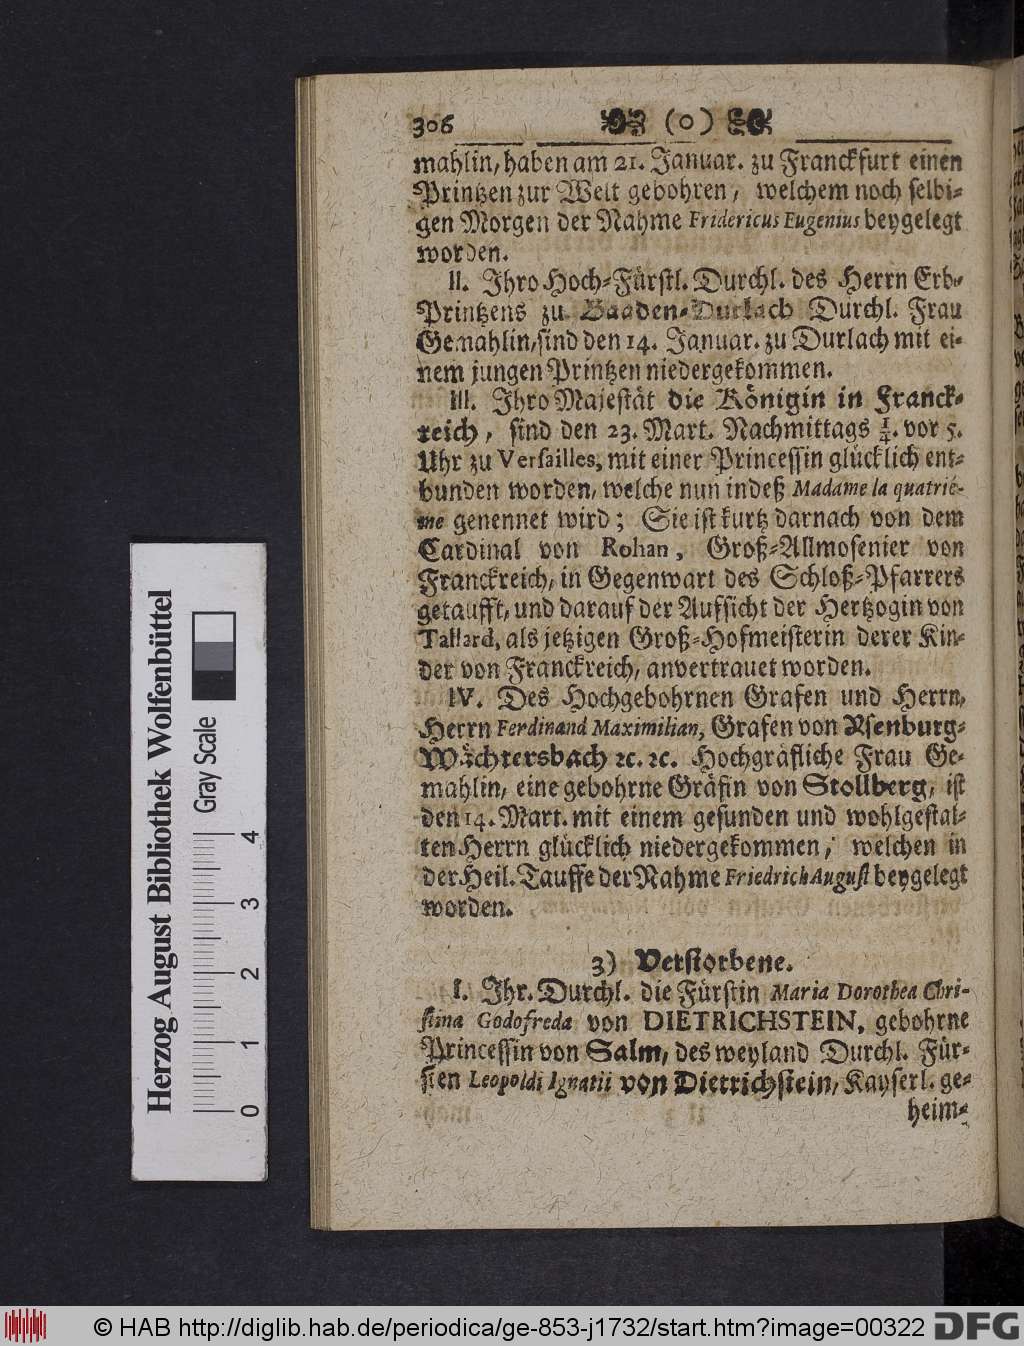 306 (0)
mahlin, haben am 21. Januar. zu Franckfurt einen
Printzen zur Welt gebohren, welchem noch selbi-
gen Morgen der Nahme Fridericus Eugenius beygelegt
worden.
II. Ihro Hoch-Fürstl. Durchl. des Herrn Erb-
Printzens zu Baaden-Durlach Durchl. Frau
Gemahlin, sind den 14. Januar. zu Durlach mit ei-
nem jungen Printzen niedergekommen.
III. Ihro Majestät die Königin in Franck-
reich, sind den 23. Mart. Nachmittags 1/4. vor 5.
Uhr zu Versailles, mit einer Princessin glücklich ent-
bunden worden, welche nun indeß Madame la quatrié-
me genennet wird; Sie ist kurtz darnach von dem
Cardinal von Rohan, Groß-Allmosenier von
Franckreich, in Gegenwart des Schloß-Pfarrers
getaufft, und darauf der Aufsicht der Hertzogin von
Tallard, als jetzigen Groß-Hofmeisterin derer Kin-
der von Franckreich, anvertrauet worden.
IV. Des Hochgebohrnen Grafen und Herrn,
Herrn Ferdinand Maximilian, Grafen von Ysenburg-
Wächtersbach ꝛc. ꝛc. Hochgräfliche Frau Ge-
mahlin, eine gebohrne Gräfin von Stollberg, ist
den 14. Mart. mit einem gesunden und wohlgestal-
ten Herrn glücklich niedergekommen, welchen in
der Heil. Tauffe der Nahme Friedrich August beygelegt
worden.
3) Verstorbene.
I. Ihr. Durchl. die Fürstin Maria Dorothea Chri-
stina Godofreda von DIETRICHSTEIN, gebohrne
Princessin von Salm, des weyland Durchl. Für-
sten Leopoldi Ignatii von Dietrichstein, Kayserl. ge-
heim-
Herzog August Bibliothek Wolfenbüttel
Gray Scale
0 1 2 3 4
© HAB http://diglib.hab.de/periodica/ge-853-j1732/start.htm?image=00322
DFG